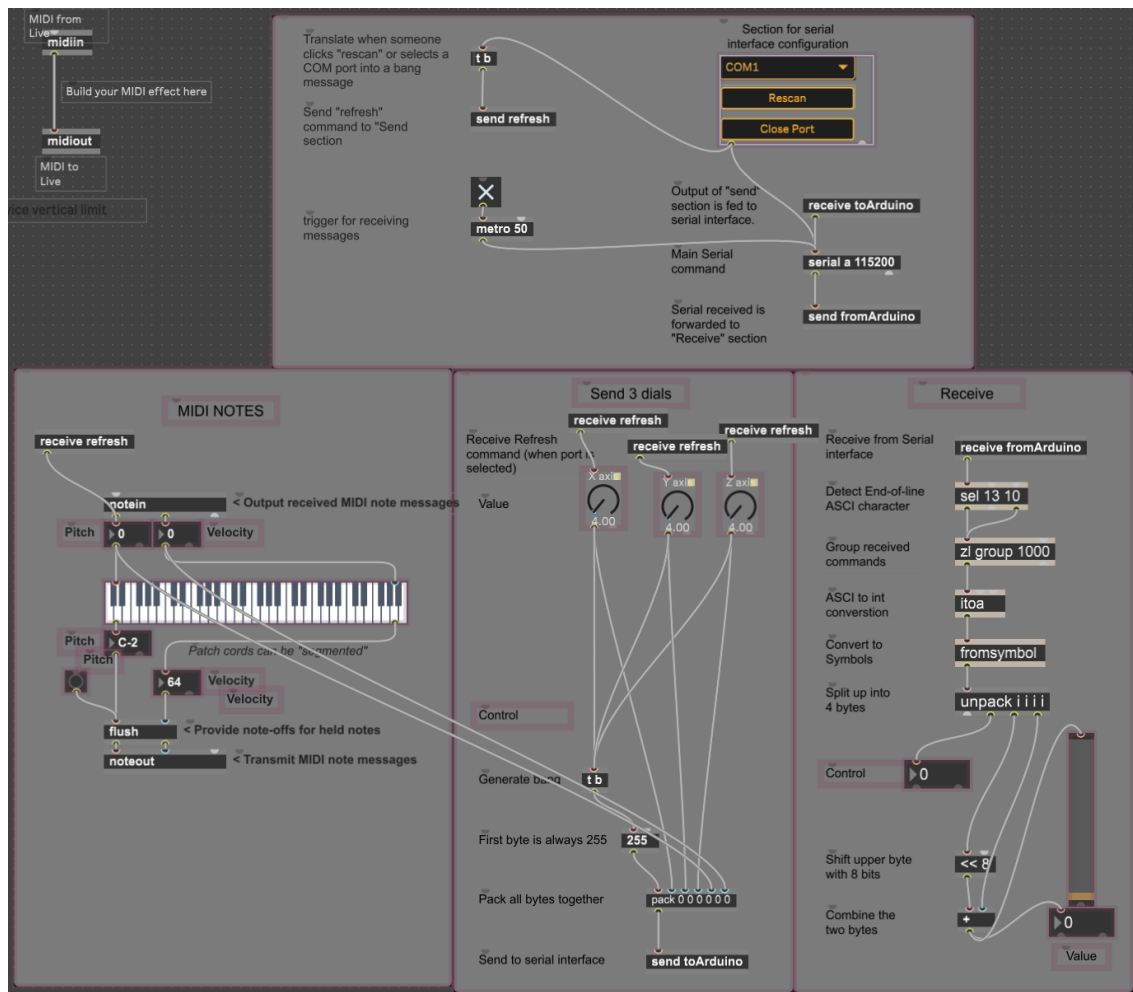 MIDI from
Live
midiin
Build your MIDI effect here
midiout
MIDI to
Live
vice vertical limit
Translate when someone
clicks "rescan" or selects a
COM port into a bang
message
t b
Send "refresh"
command to "Send
section
send refresh
Section for serial
interface configuration
COM1
Rescan
Close Port
trigger for receiving
messages
metro 50
Output of "send"
section is fed to
serial interface.
receive toArduino
Main Serial
command
serial a 115200
Serial received is
forwarded to
"Receive" section
send fromArduino
MIDI NOTES
receive refresh
notein
< Output received MIDI note messages
Pitch
0
0
Velocity
Pitch
C-2
Patch cords can be "segmented"
Pitch
64
Velocity
Velocity
flush
< Provide note-offs for held notes
noteout
< Transmit MIDI note messages
Send 3 dials
receive refresh
receive refresh
receive refresh
Receive Refresh
command (when port is
selected)
X axi
Y axi
Z axi
Value
4.00
4.00
4.00
Control
Generate bang
t b
First byte is always 255
255
Pack all bytes together
pack 0 0 0 0 0 0
Send to serial interface
send toArduino
Receive
Receive from Serial
interface
receive fromArduino
Detect End-of-line
ASCI character
sel 13 10
Group received
commands
zl group 1000
ASCI to int
converstion
itoa
Convert to
Symbols
fromsymbol
Split up into
4 bytes
unpack i i i i
Control
0
Shift upper byte
with 8 bits
<< 8
Combine the
two bytes
+
0
Value